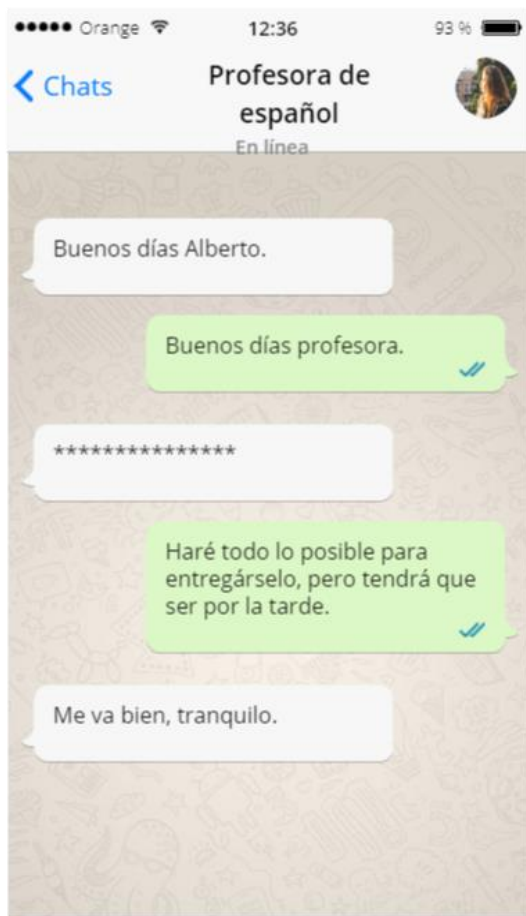 Orange 12:36 93 %
Chats
Profesora de
español
En línea
Buenos días Alberto.
Buenos días profesora.
***************
Haré todo lo posible para
entregárselo, pero tendrá que
ser por la tarde.
Me va bien, tranquilo.